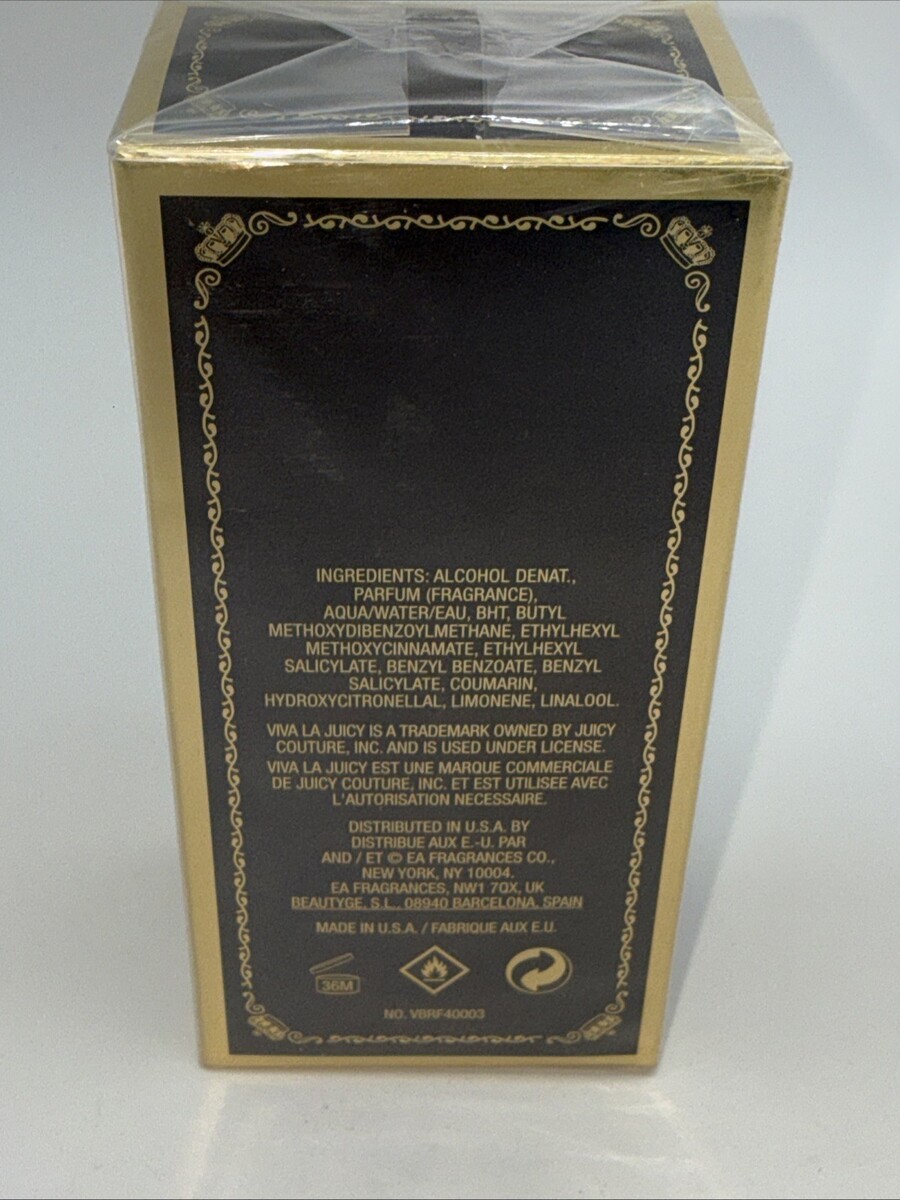 INGREDIENTS: ALCOHOL DENAT.,
PARFUM (FRAGRANCE),
AQUA/WATER/EAU, BHT, BUTYL
METHOXYDIBENZOYLMETHANE, ETHYLHEXYL
METHOXYCINNAMATE, ETHYLHEXYL
SALICYLATE, BENZYL BENZOATE, BENZYL
SALICYLATE, COUMARIN,
HYDROXYCITRONELLAL, LIMONENE, LINALOOL.
VIVA LA JUICY IS A TRADEMARK OWNED BY JUICY
COUTURE, INC. AND IS USED UNDER LICENSE.
VIVA LA JUICY EST UNE MARQUE COMMERCIALE
DE JUICY COUTURE, INC. ET EST UTILISEE AVEC
L'AUTORISATION NECESSAIRE.
DISTRIBUTED IN U.S.A. BY
DISTRIBUE AUX E.-U. PAR
AND / ET © EA FRAGRANCES CO.,
NEW YORK, NY 10004.
EA FRAGRANCES, NW1 7QX, UK
BEAUTYGE, S.L., 08940 BARCELONA, SPAIN
MADE IN U.S.A. / FABRIQUE AUX E.U.
36M
NO. VBRF40003